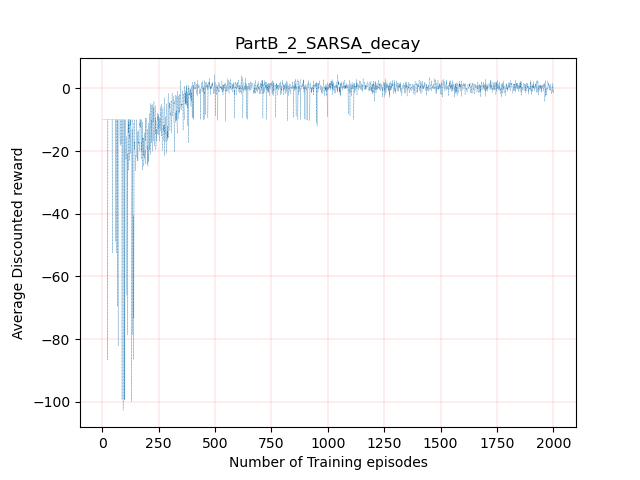 PartB_2_SARSA_decay
Average Discounted reward
0
−20
−40
−60
−80
−100
0 250 500 750 1000 1250 1500 1750 2000
Number of Training episodes